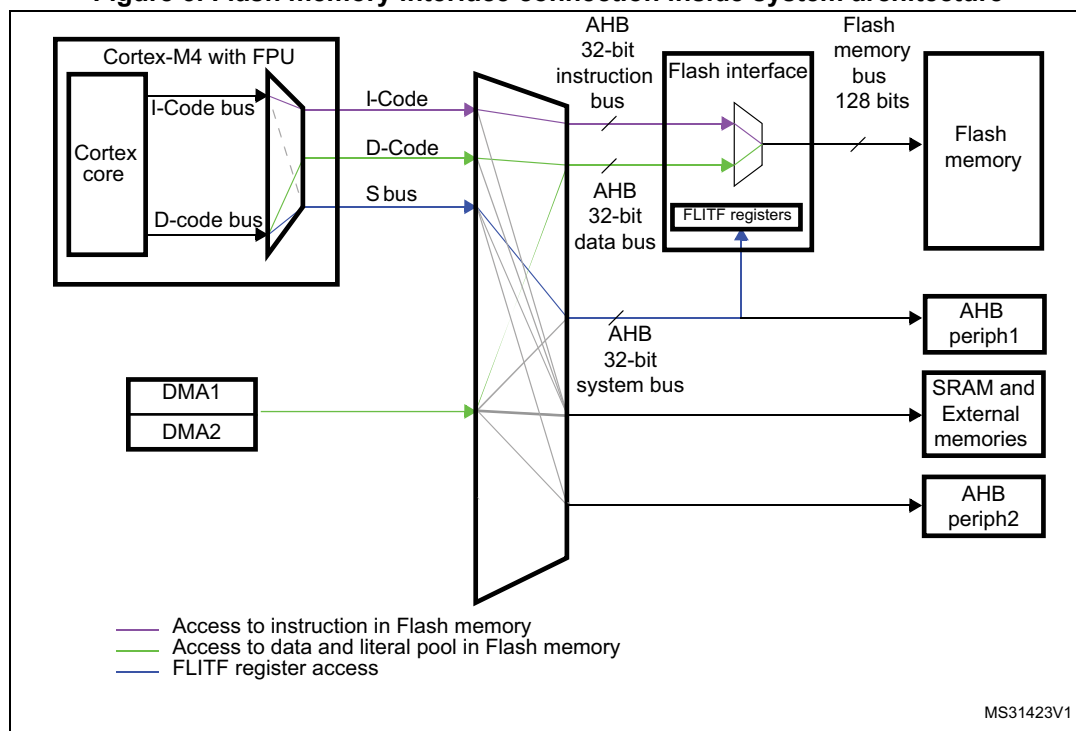 Figure Flash memory interface connection inside system architecture
Cortex-M4 with FPU
Cortex
core
I-Code bus
D-code bus
I-Code
D-Code
S bus
AHB
32-bit
instruction
bus
AHB
32-bit
data bus
Flash interface
FLITF registers
Flash
memory
bus
128 bits
Flash
memory
AHB
32-bit
system bus
AHB
periph1
SRAM and
External
memories
AHB
periph2
DMA1
DMA2
Access to instruction in Flash memory
Access to data and literal pool in Flash memory
FLITF register access
MS31423V1